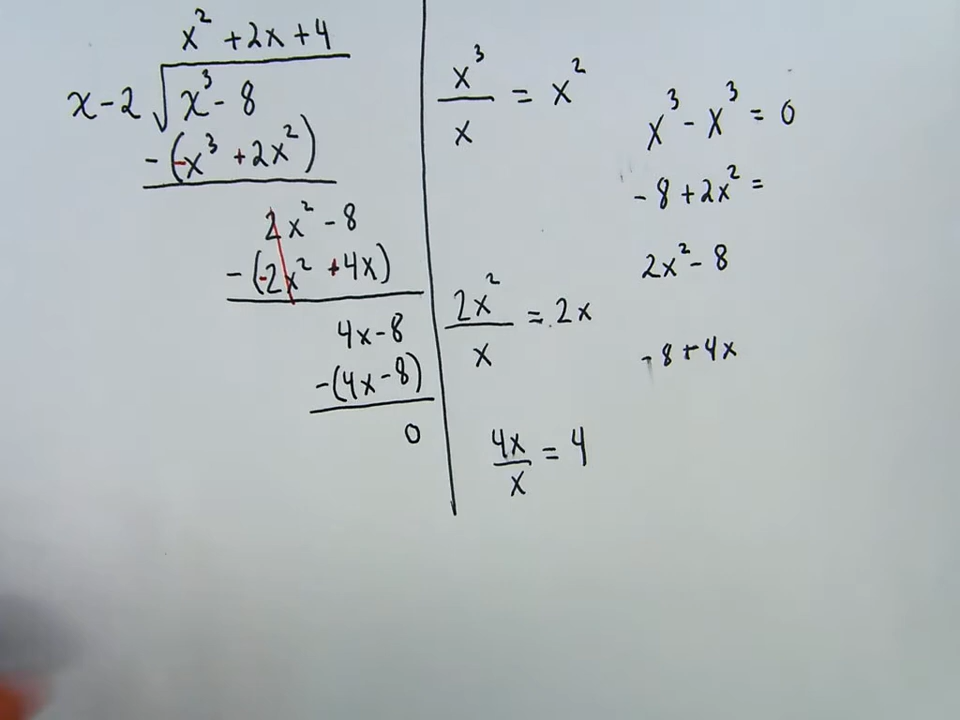 x² + 2x + 4
x - 2 √x³ - 8
- (-x³ + 2x²)
2x² - 8
- (-2x² + 4x)
4x - 8
- (4x - 8)
0
x³/x = x²
2x²/x = 2x
4x/x = 4
x³ - x³ = 0
- 8 + 2x² =
2x² - 8
- 8 + 4x